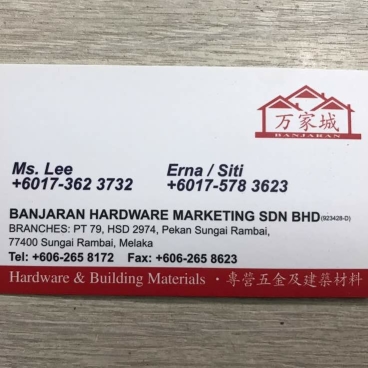 万家城
BANJARAN
Ms. Lee
+6017-362 3732
Erna / Siti
+6017-578 3623
BANJARAN HARDWARE MARKETING SDN BHD(923428-D)
BRANCHES: PT 79, HSD 2974, Pekan Sungai Rambai,
77400 Sungai Rambai, Melaka
Tel: +606-265 8172 Fax: +606-265 8623
Hardware & Building Materials • 專營五金及建築材料